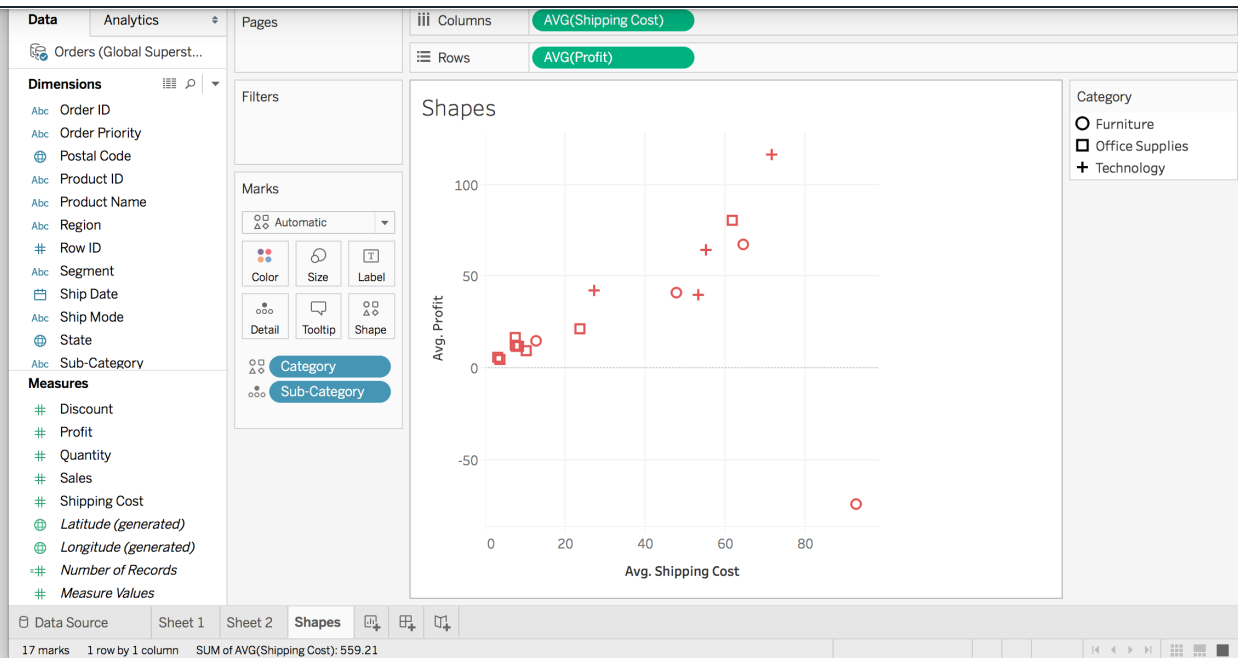 Data
Analytics
Orders (Global Superst...
Dimensions
Abc Order ID
Abc Order Priority
Postal Code
Abc Product ID
Abc Product Name
Abc Region
# Row ID
Abc Segment
Ship Date
Abc Ship Mode
State
Abc Sub-Category
Measures
# Discount
# Profit
# Quantity
# Sales
# Shipping Cost
Latitude (generated)
Longitude (generated)
=# Number of Records
# Measure Values
Pages
Filters
Marks
Automatic
Color Size Label
Detail Tooltip Shape
Category
Sub-Category
Columns AVG(Shipping Cost)
Rows AVG(Profit)
Shapes
100
50
0
-50
Avg. Profit
0 20 40 60 80
Avg. Shipping Cost
Category
Furniture
Office Supplies
Technology
Data Source Sheet 1 Sheet 2 Shapes
17 marks 1 row by 1 column SUM of AVG(Shipping Cost): 559.21